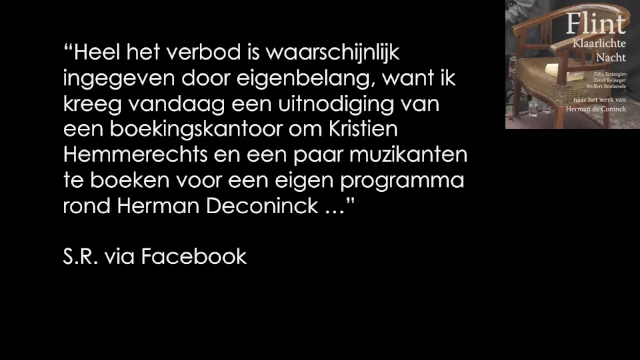 “Heel het verbod is waarschijnlijk
ingegeven door eigenbelang, want ik
kreeg vandaag een uitnodiging van
een boekingskantoor om Kristien
Hemmerechts en een paar muzikanten
te boeken voor een eigen programma
rond Herman Deconinck ...”
S.R. via Facebook
Flint
Klaarlichte
Nacht
naar het werk van
Herman de Coninck